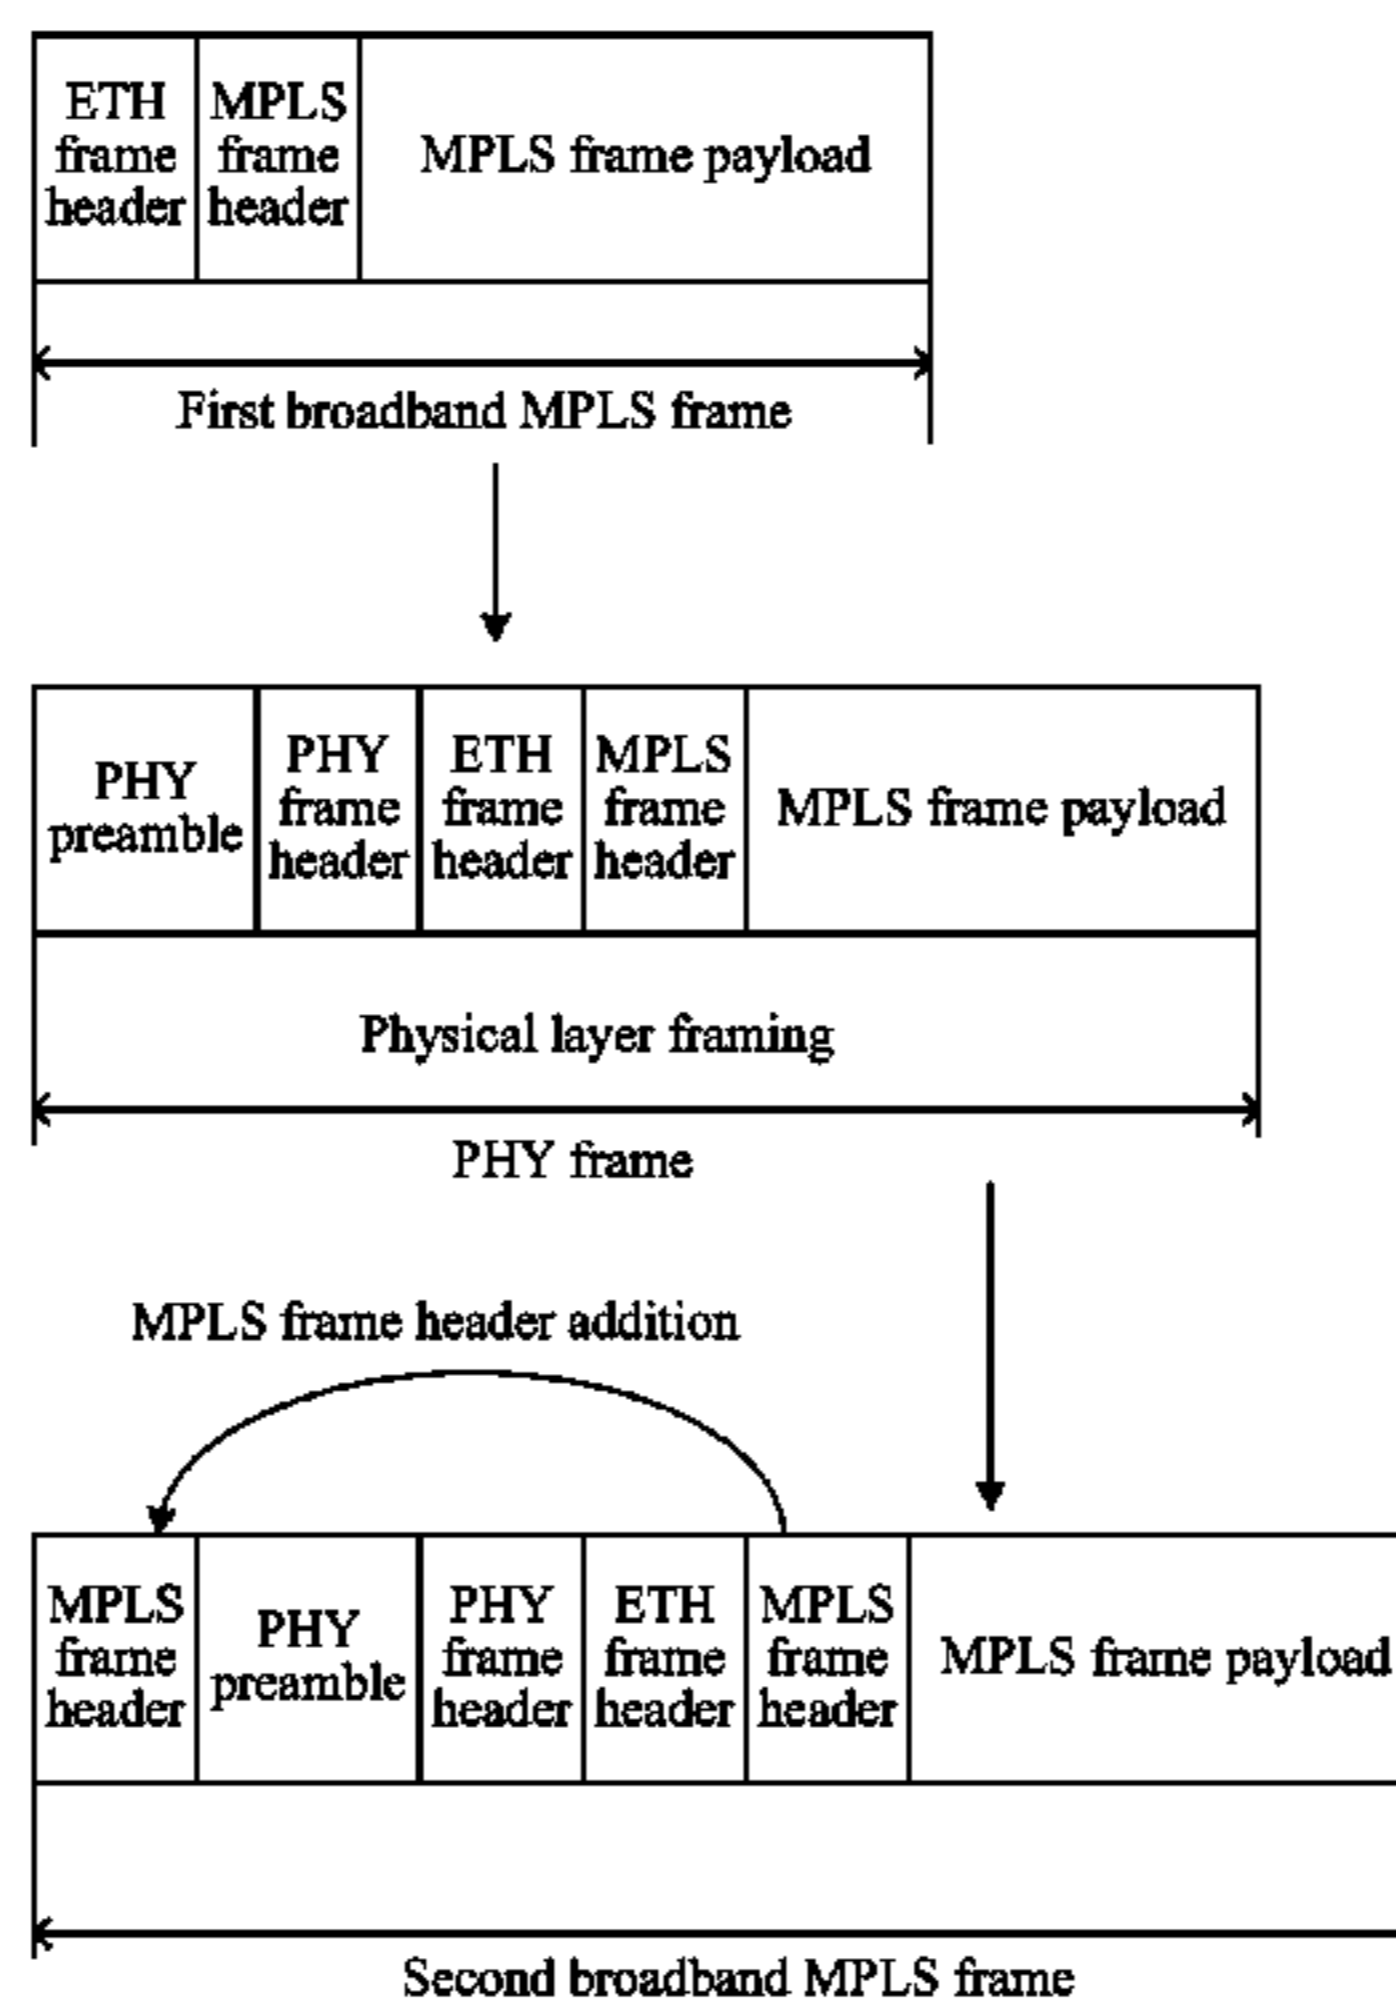 ETH
frame
header
MPLS
frame
header
MPLS frame payload
First broadband MPLS frame
PHY
preamble
PHY
frame
header
ETH
frame
header
MPLS
frame
header
MPLS frame payload
Physical layer framing
PHY frame
MPLS frame header addition
MPLS
frame
header
PHY
preamble
PHY
frame
header
ETH
frame
header
MPLS
frame
header
MPLS frame payload
Second broadband MPLS frame